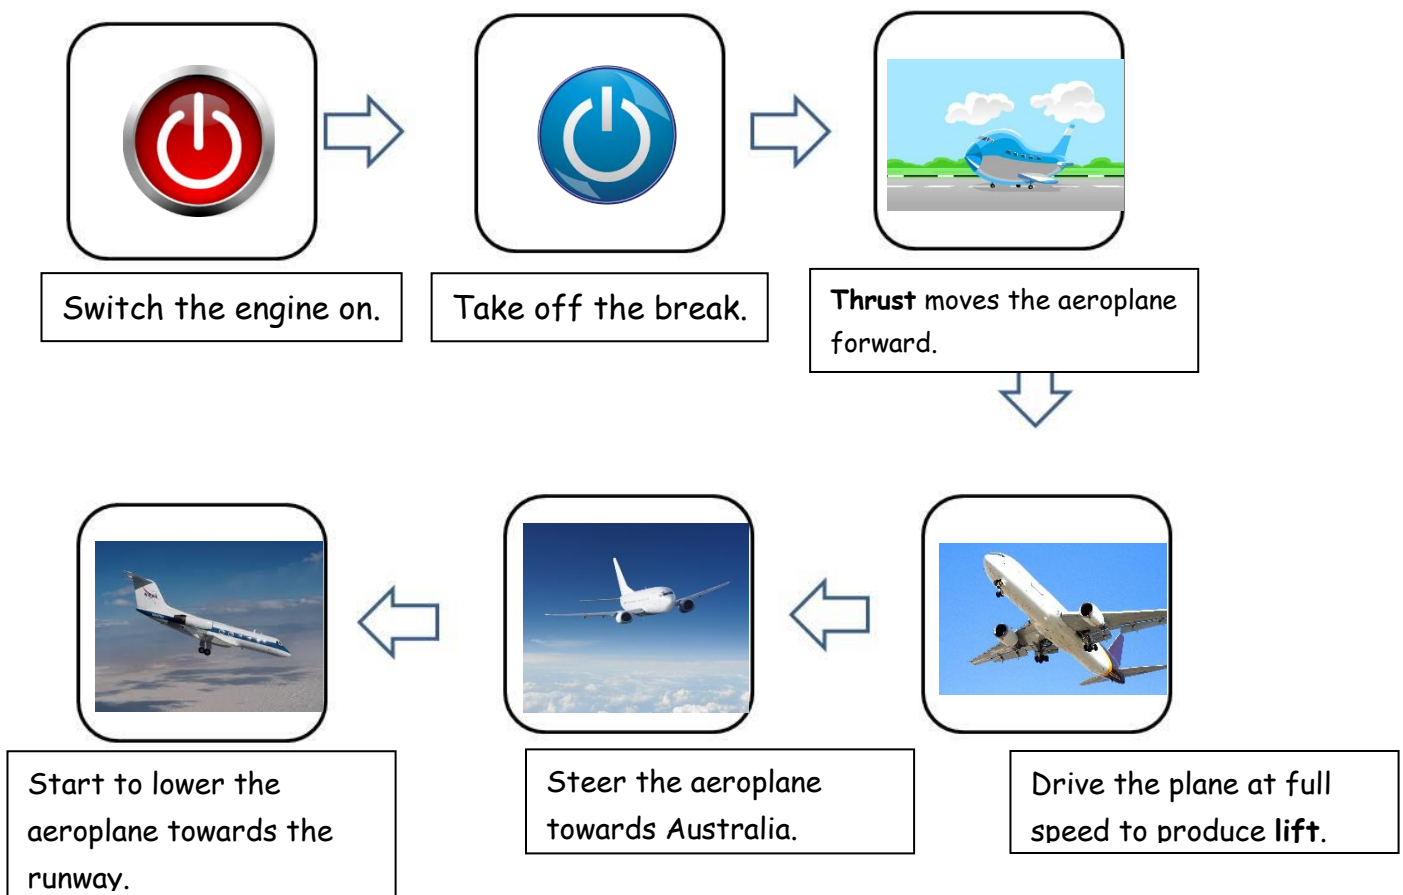 Switch the engine on.
Take off the break.
Thrust moves the aeroplane
forward.
Drive the plane at full
speed to produce lift.
Steer the aeroplane
towards Australia.
Start to lower the
aeroplane towards the
runway.